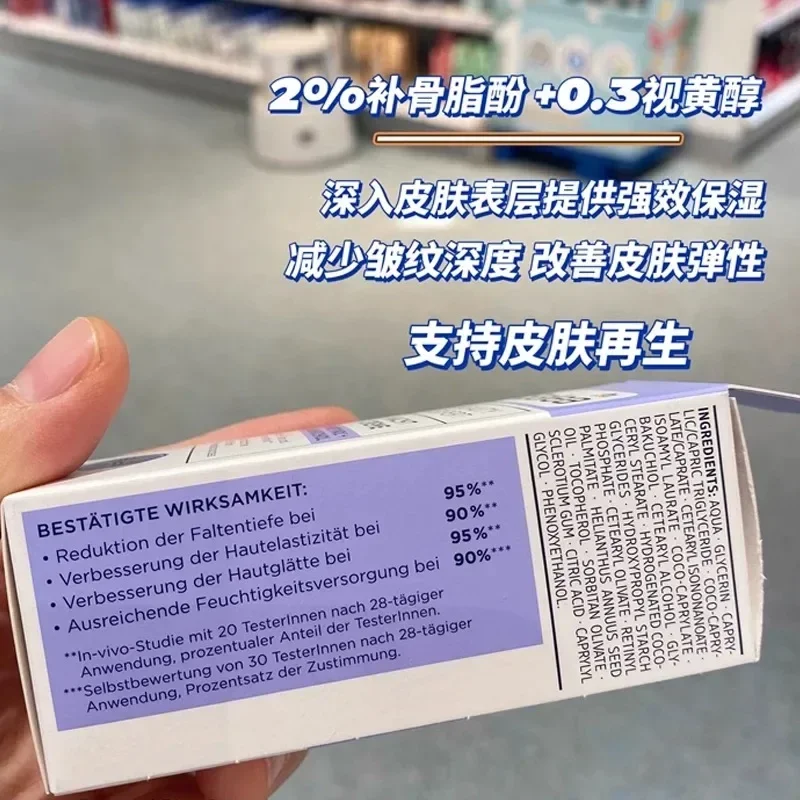 2%补骨脂酚 +0.3视黄醇
深入皮肤表层提供强效保湿
减少皱纹深度 改善皮肤弹性
支持皮肤再生
BESTÄTIGTE WIRKSAMKEIT:
• Reduktion der Faltentiefe bei 95%**
• Verbesserung der Hautelastizität bei 90%**
• Verbesserung der Hautglätte bei 95%**
• Ausreichende Feuchtigkeitsversorgung bei 90%***
**In-vivo-Studie mit 20 TesterInnen nach 28-tägiger
Anwendung, prozentualer Anteil der TesterInnen.
***Selbstbewertung von 30 TesterInnen nach 28-tägiger
Anwendung, Prozentsatz der Zustimmung.
INGREDIENTS: AQUA · GLYCERIN · CAPRY-
LIC/CAPRIC TRIGLYCERIDE · COCO-CAPRY-
LATE/CAPRATE · CETEARYL ISONONANOATE ·
ISOAMYL LAURATE · COCO-CAPRYLATE ·
BAKUCHIOL · CETEARYL ALCOHOL · GLY-
CERYL STEARATE · HYDROGENATED COCO-
GLYCERIDES · HYDROXYPROPYL STARCH
PHOSPHATE · CETEARYL OLIVATE · RETINYL
PALMITATE · HELIANTHUS ANNUUS SEED
OIL · TOCOPHEROL · SORBITAN OLIVATE ·
SCLEROTIUM GUM · CITRIC ACID · CAPRYLYL
GLYCOL · PHENOXYETHANOL.